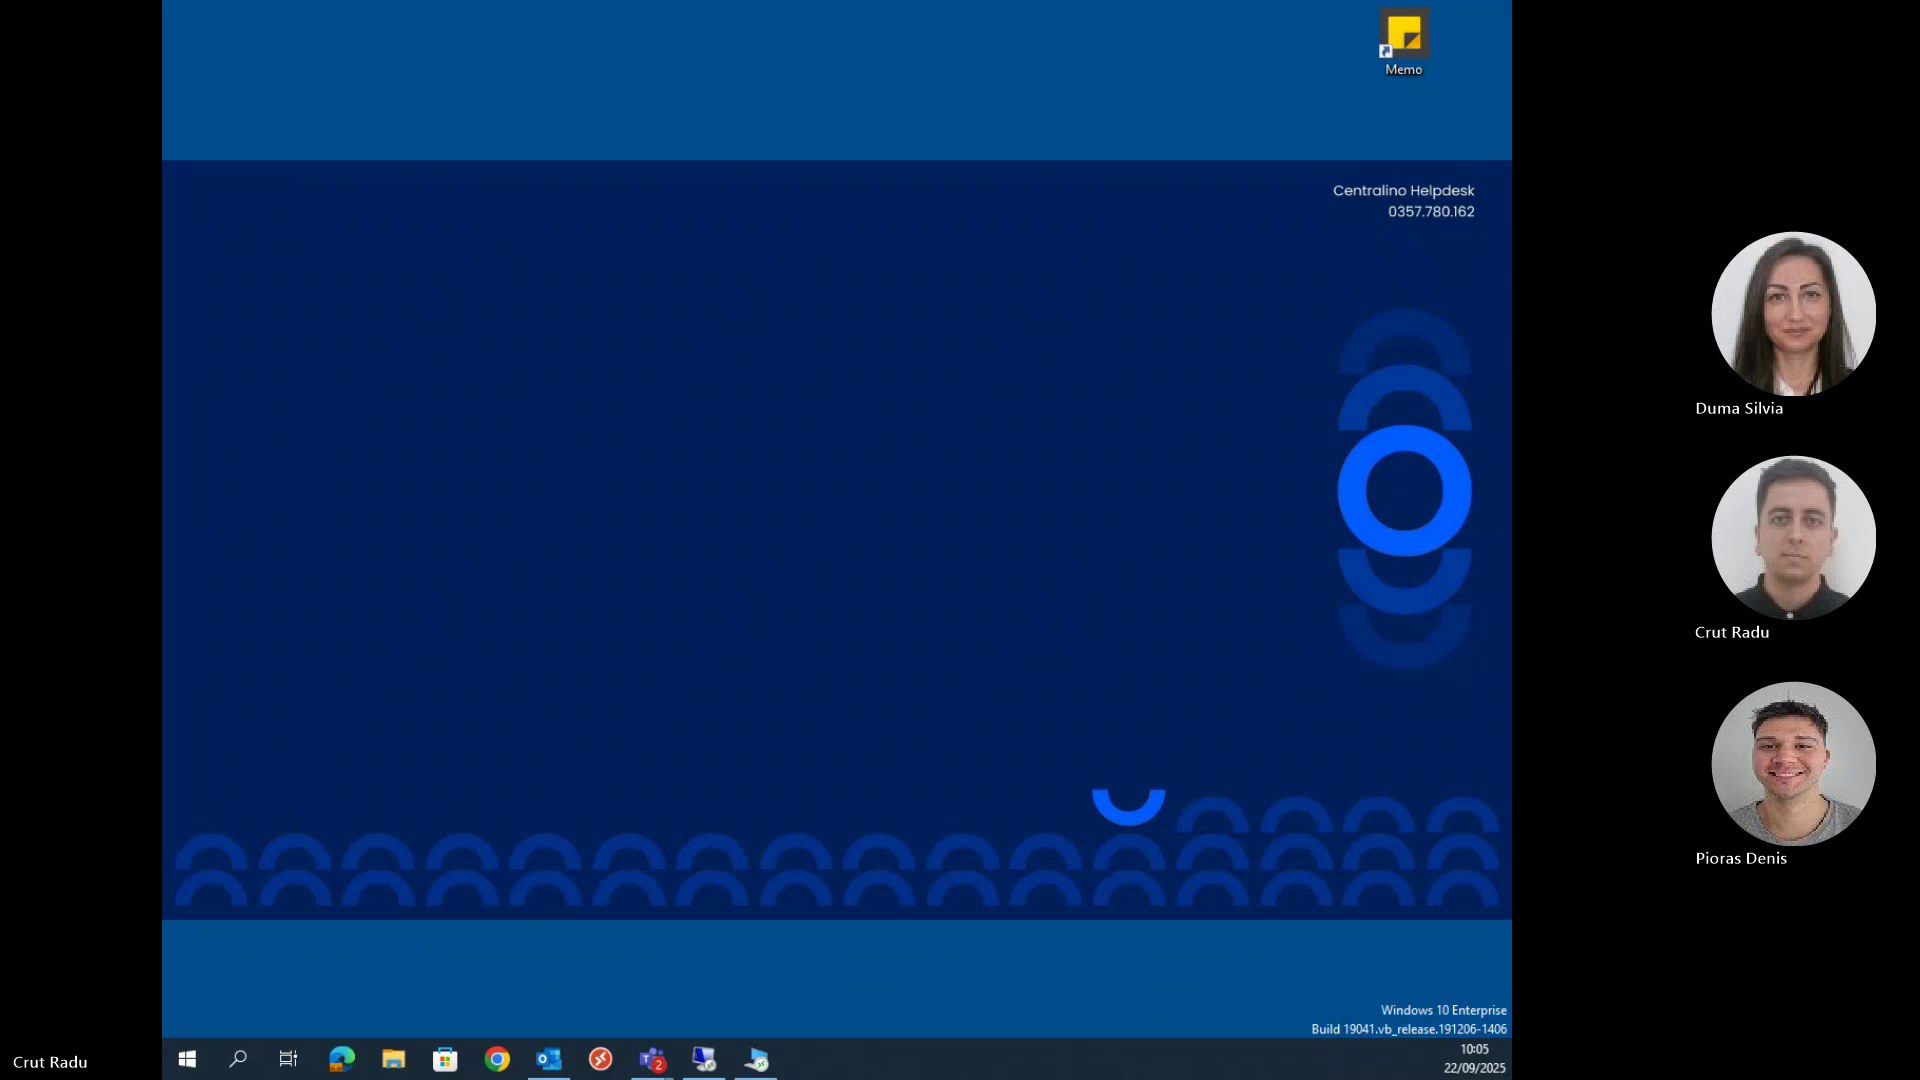 Memo
Centralino Helpdesk
0357.780.162
Duma Silvia
Crut Radu
Pioras Denis
Windows 10 Enterprise
Build 19041.vb_release.191206-1406
2
10:05
22/09/2025
Crut Radu